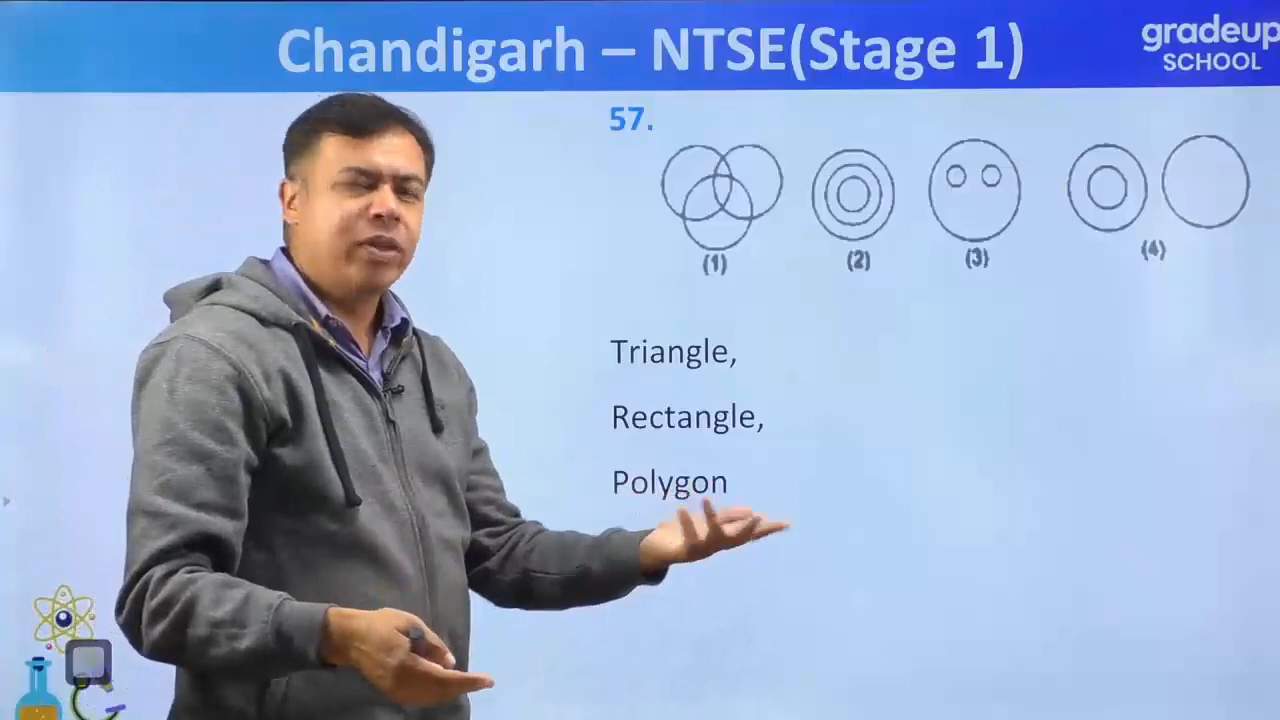 Chandigarh – NTSE(Stage 1)
gradeup
SCHOOL
57.
(1) (2) (3) (4)
Triangle,
Rectangle,
Polygon